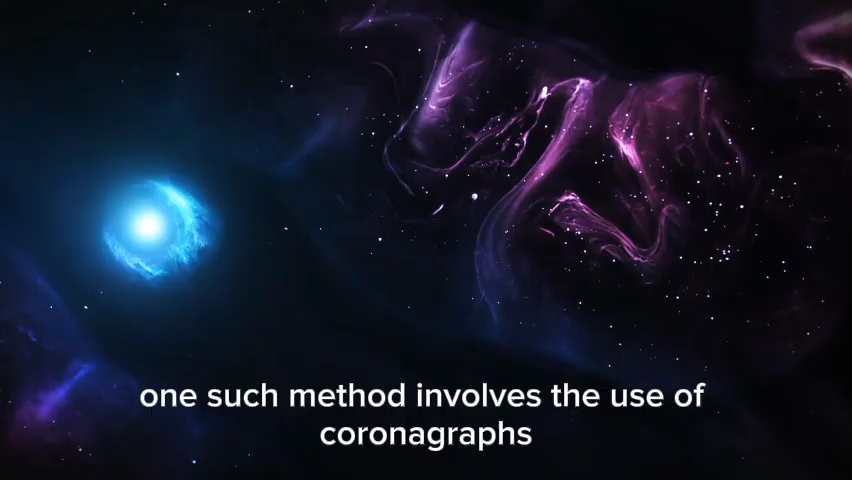 one such method involves the use of
coronagraphs